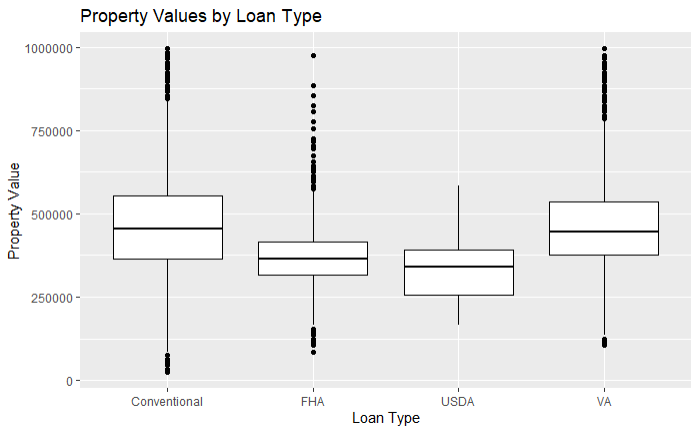 Property Values by Loan Type
Property Value
1000000
750000
500000
250000
0
Conventional
FHA
USDA
VA
Loan Type